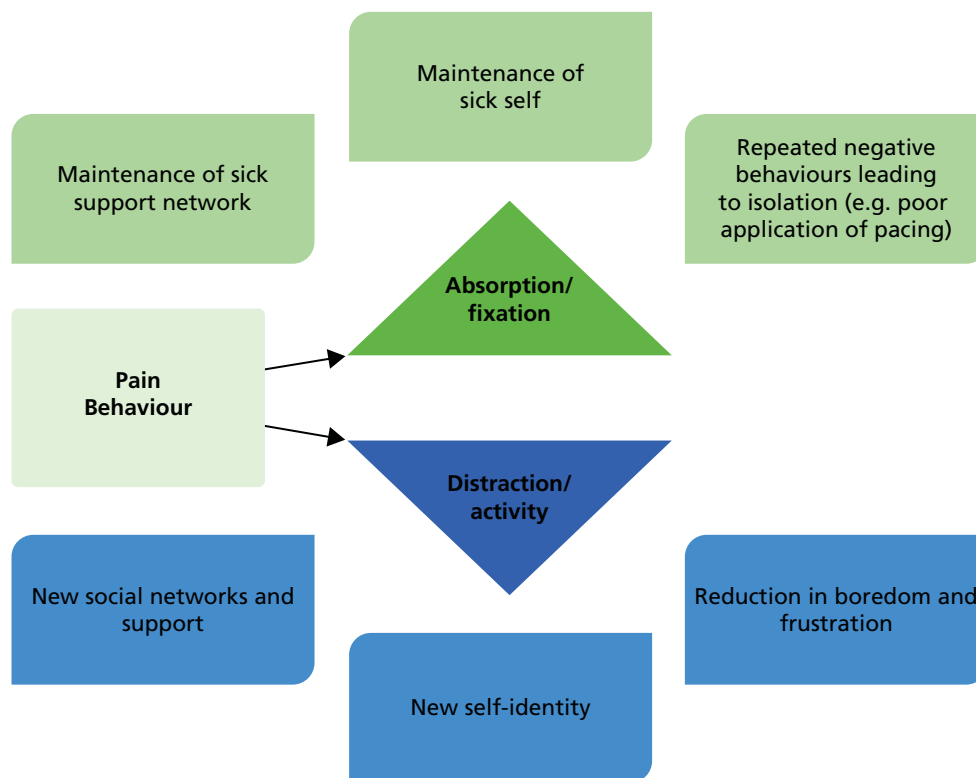 Maintenance of
sick self
Maintenance of sick
support network
Repeated negative
behaviours leading
to isolation (e.g. poor
application of pacing)
Absorption/
fixation
Pain
Behaviour
Distraction/
activity
New social networks and
support
Reduction in boredom and
frustration
New self-identity